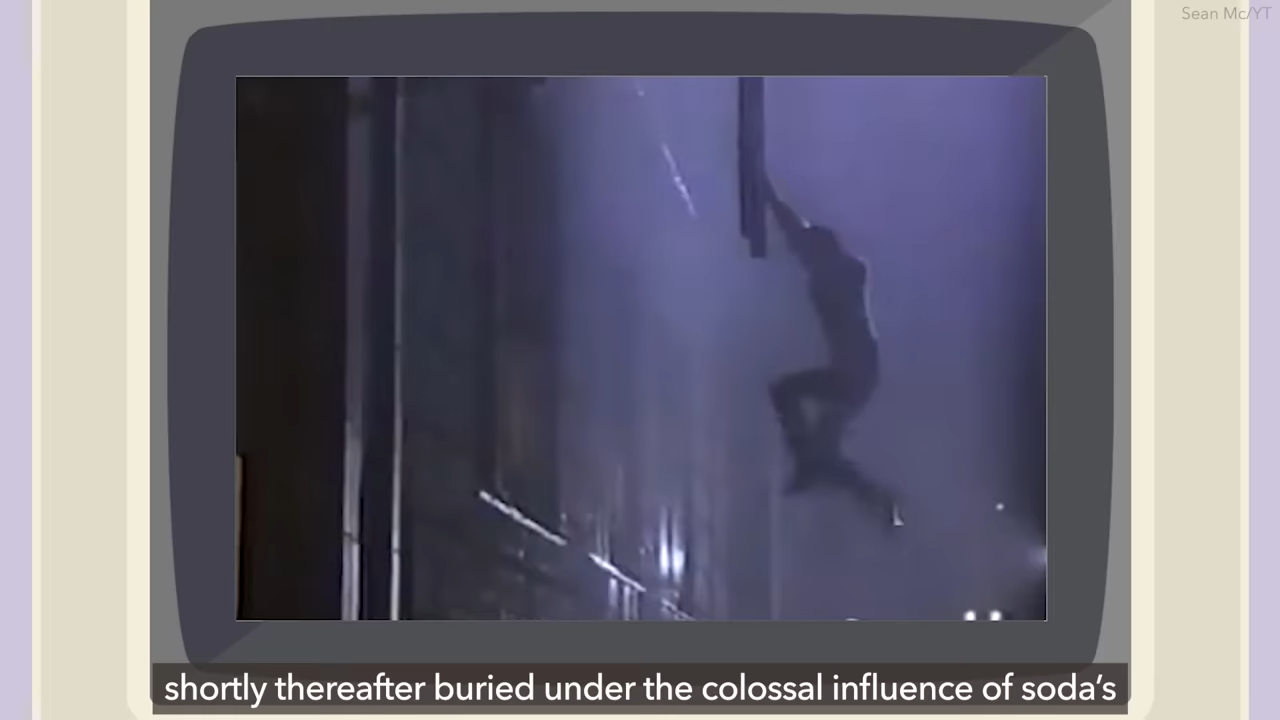 Sean Mc/YT
shortly thereafter buried under the colossal influence of soda's